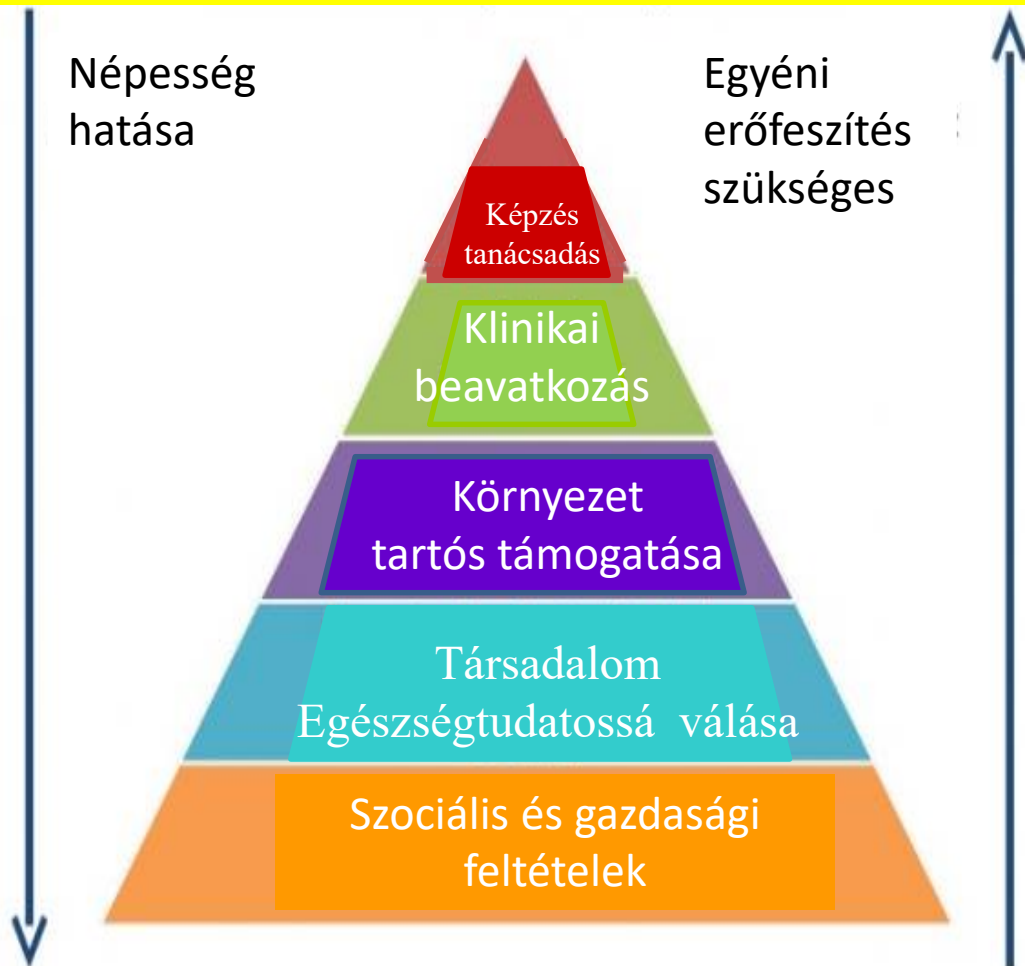 Népesség
hatása
Egyéni
erőfeszítés
szükséges
Képzés
tanácsadás
Klinikai
beavatkozás
Környezet
tartós támogatása
Társadalom
Egészségtudatossá válása
Szociális és gazdasági
feltételek